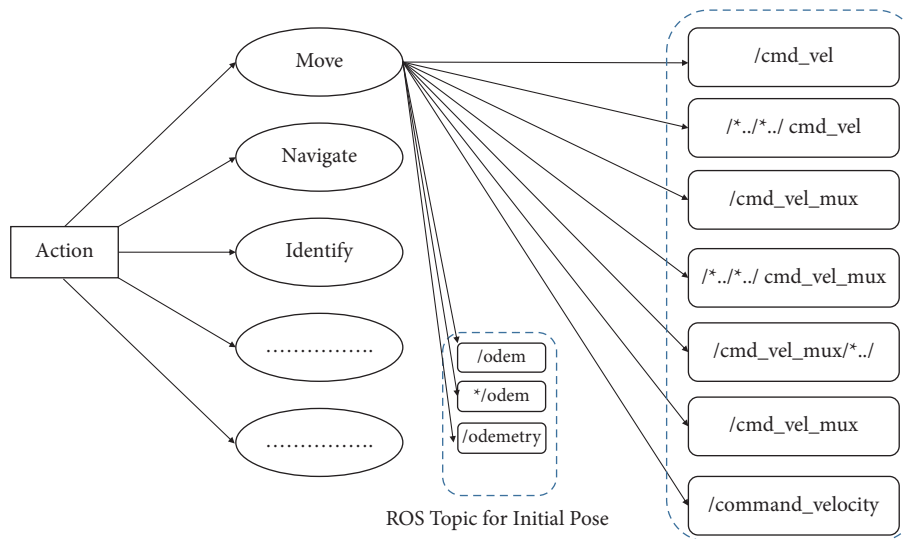 Action
Move
Navigate
Identify
................
................
/odem
*/odem
/odemetry
ROS Topic for Initial Pose
/cmd_vel
/*../*../ cmd_vel
/cmd_vel_mux
/*../*../ cmd_vel_mux
/cmd_vel_mux/*../
/cmd_vel_mux
/command_velocity